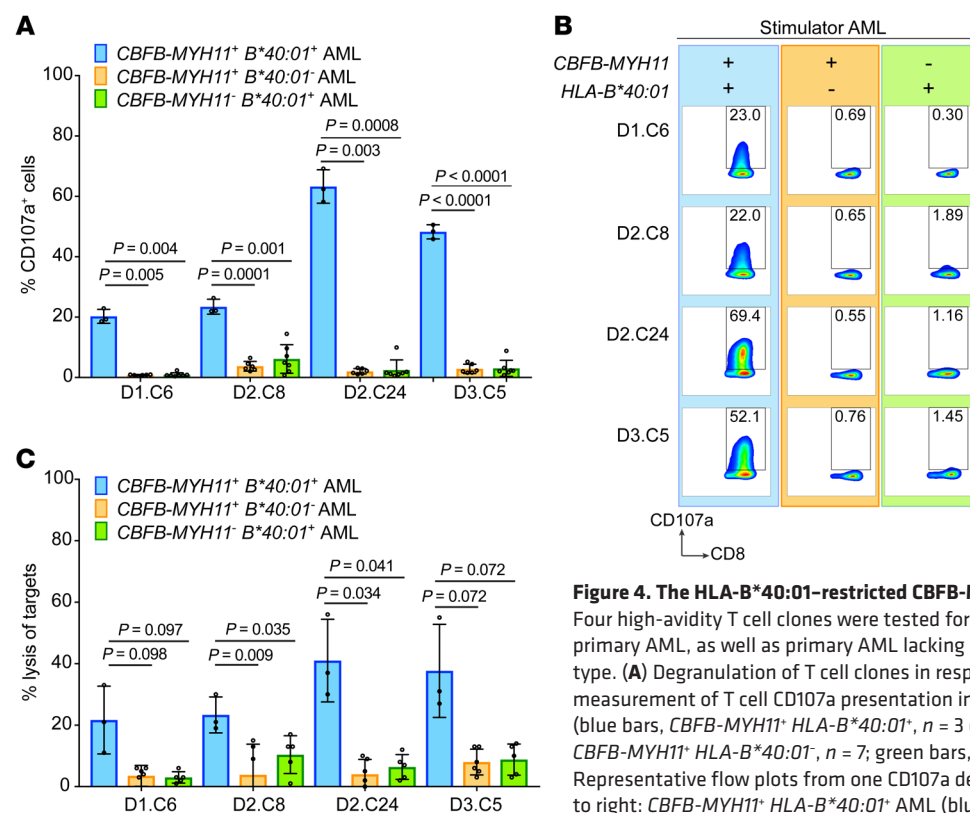 A
CBFB-MYH11+ B*40:01+ AML
CBFB-MYH11+ B*40:01- AML
CBFB-MYH11- B*40:01+ AML
% CD107a+ cells
100
80
60
40
20
0
P = 0.004
P = 0.005
P = 0.001
P = 0.0001
P = 0.0008
P = 0.003
P < 0.0001
P < 0.0001
D1.C6 D2.C8 D2.C24 D3.C5
B
Stimulator AML
CBFB-MYH11 + + -
HLA-B*40:01 + - +
D1.C6 23.0 0.69 0.30
D2.C8 22.0 0.65 1.89
D2.C24 69.4 0.55 1.16
D3.C5 52.1 0.76 1.45
CD107a
CD8
C
CBFB-MYH11+ B*40:01+ AML
CBFB-MYH11+ B*40:01- AML
CBFB-MYH11- B*40:01+ AML
% lysis of targets
100
80
60
40
20
0
P = 0.097
P = 0.098
P = 0.035
P = 0.009
P = 0.041
P = 0.034
P = 0.072
P = 0.072
D1.C6 D2.C8 D2.C24 D3.C5
Figure 4. The HLA-B*40:01–restricted CBFB-M
Four high-avidity T cell clones were tested for
primary AML, as well as primary AML lacking
type. (A) Degranulation of T cell clones in resp
measurement of T cell CD107a presentation in
(blue bars, CBFB-MYH11+ HLA-B*40:01+, n = 3
CBFB-MYH11+ HLA-B*40:01-, n = 7; green bars,
Representative flow plots from one CD107a de
to right: CBFB-MYH11+ HLA-B*40:01+ AML (blu